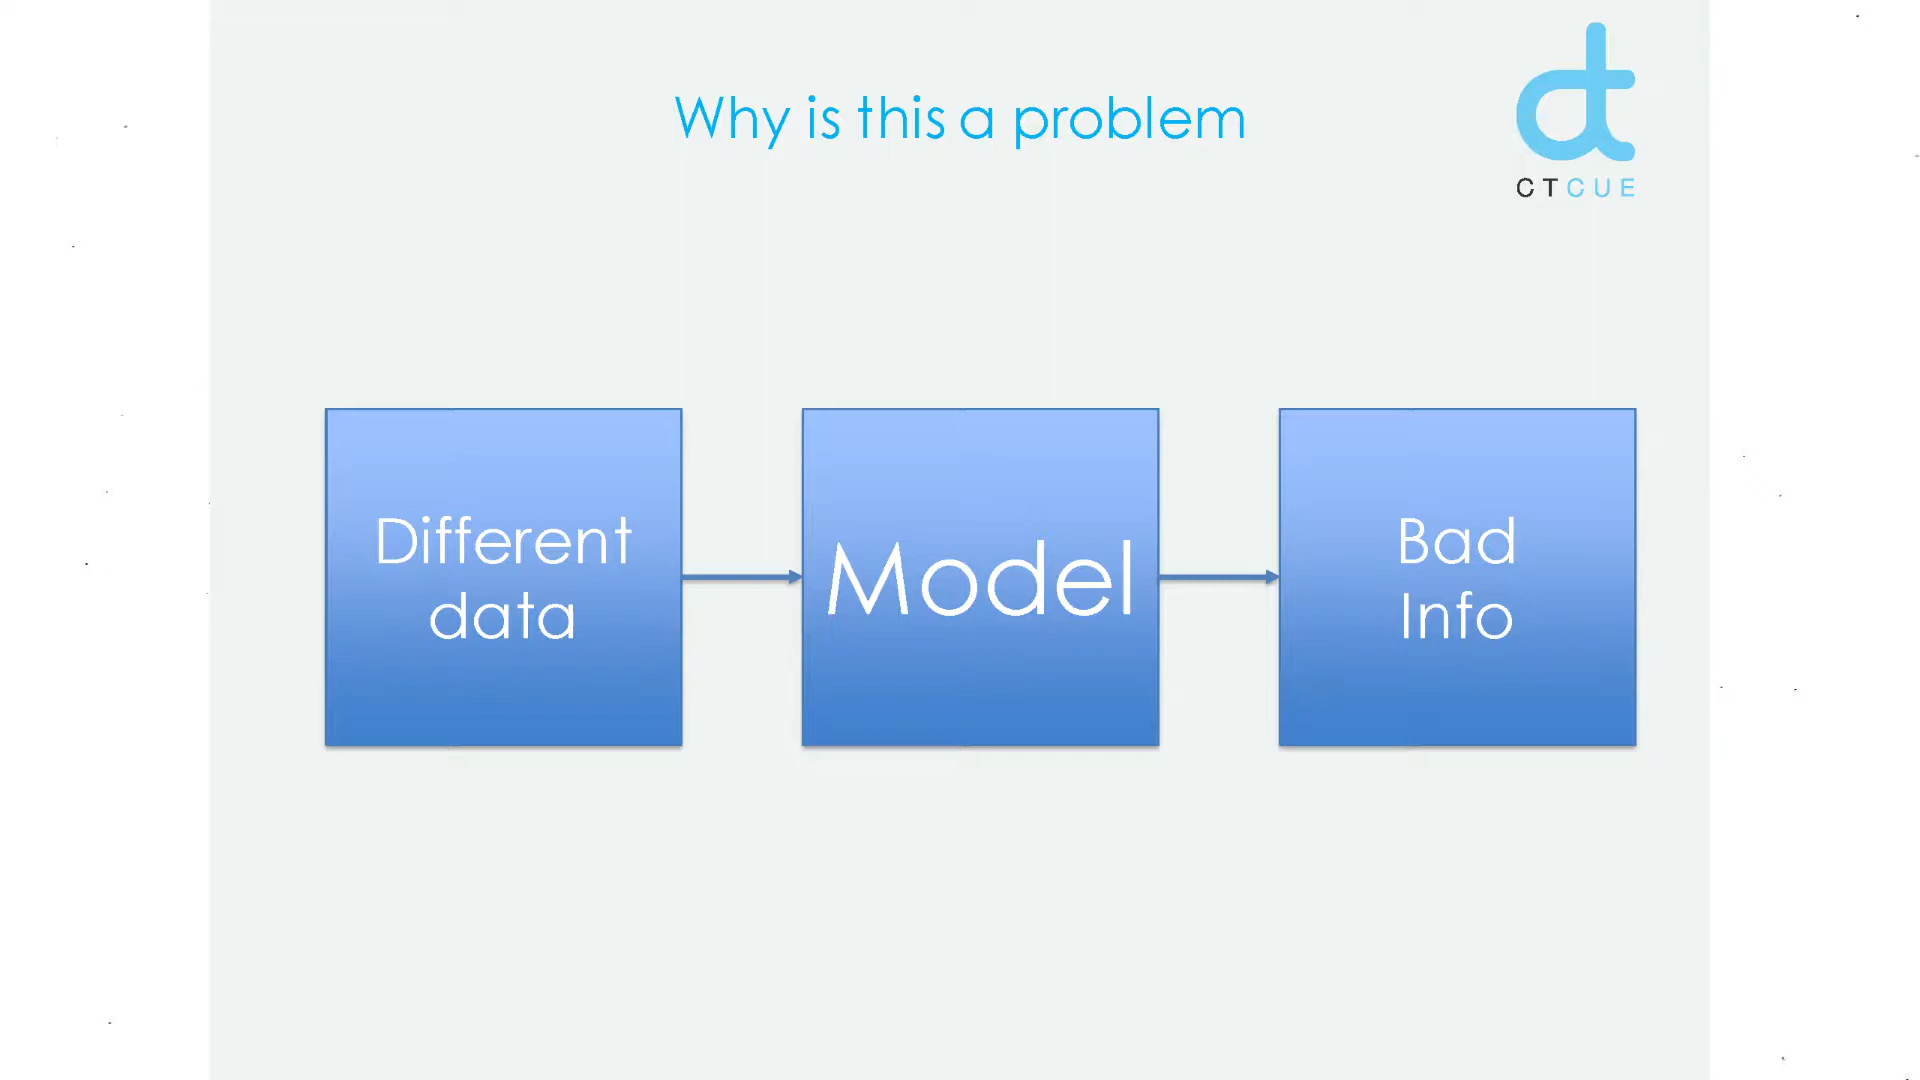 Why is this a problem
CTCUE
Different
data
Model
Bad
Info